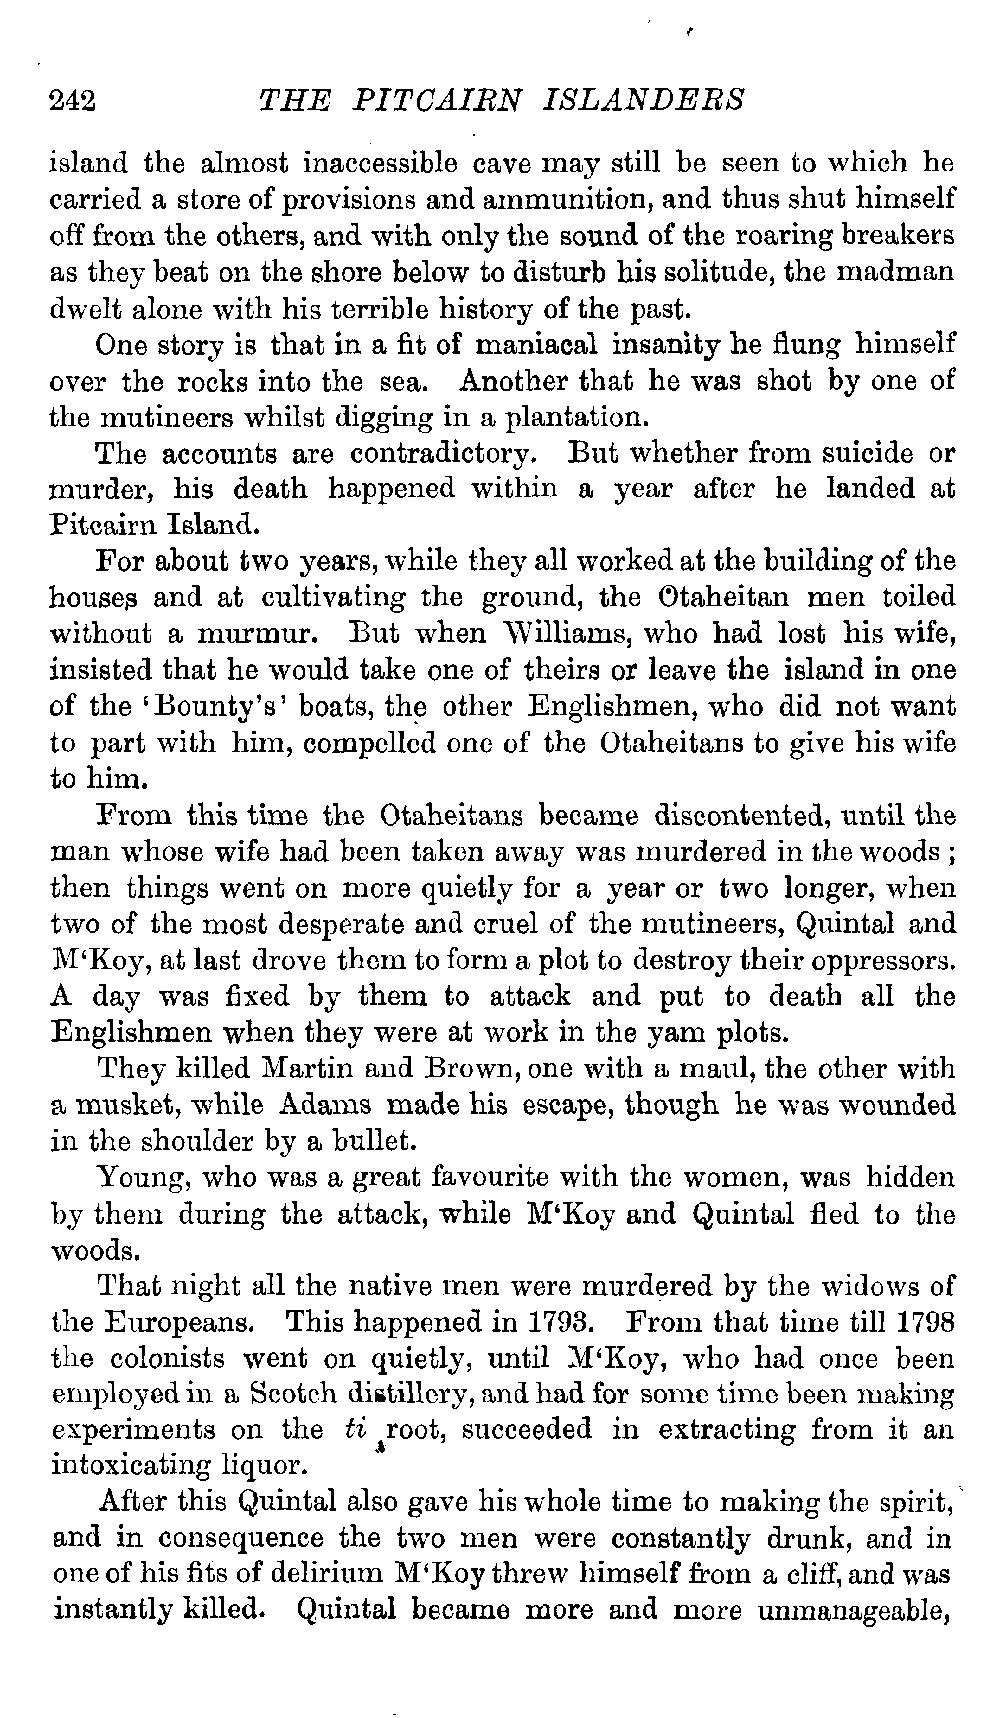 242 THE PITCAIRN ISLANDERS
island the almost inaccessible cave may still be seen to which he
carried a store of provisions and ammunition, and thus shut himself
off from the others, and with only the sound of the roaring breakers
as they beat on the shore below to disturb his solitude, the madman
dwelt alone with his terrible history of the past.
One story is that in a fit of maniacal insanity he flung himself
over the rocks into the sea. Another that he was shot by one of
the mutineers whilst digging in a plantation.
The accounts are contradictory. But whether from suicide or
murder, his death happened within a year after he landed at
Pitcairn Island.
For about two years, while they all worked at the building of the
houses and at cultivating the ground, the Otaheitan men toiled
without a murmur. But when Williams, who had lost his wife,
insisted that he would take one of theirs or leave the island in one
of the ‘Bounty's’ boats, the other Englishmen, who did not want
to part with him, compelled one of the Otaheitans to give his wife
to him.
From this time the Otaheitans became discontented, until the
man whose wife had been taken away was murdered in the woods ;
then things went on more quietly for a year or two longer, when
two of the most desperate and cruel of the mutineers, Quintal and
M‘Koy, at last drove them to form a plot to destroy their oppressors.
A day was fixed by them to attack and put to death all the
Englishmen when they were at work in the yam plots.
They killed Martin and Brown, one with a maul, the other with
a musket, while Adams made his escape, though he was wounded
in the shoulder by a bullet.
Young, who was a great favourite with the women, was hidden
by them during the attack, while M‘Koy and Quintal fled to the
woods.
That night all the native men were murdered by the widows of
the Europeans. This happened in 1793. From that time till 1798
the colonists went on quietly, until M‘Koy, who had once been
employed in a Scotch distillery, and had for some time been making
experiments on the ti root, succeeded in extracting from it an
intoxicating liquor.
After this Quintal also gave his whole time to making the spirit,
and in consequence the two men were constantly drunk, and in
one of his fits of delirium M‘Koy threw himself from a cliff, and was
instantly killed. Quintal became more and more unmanageable,